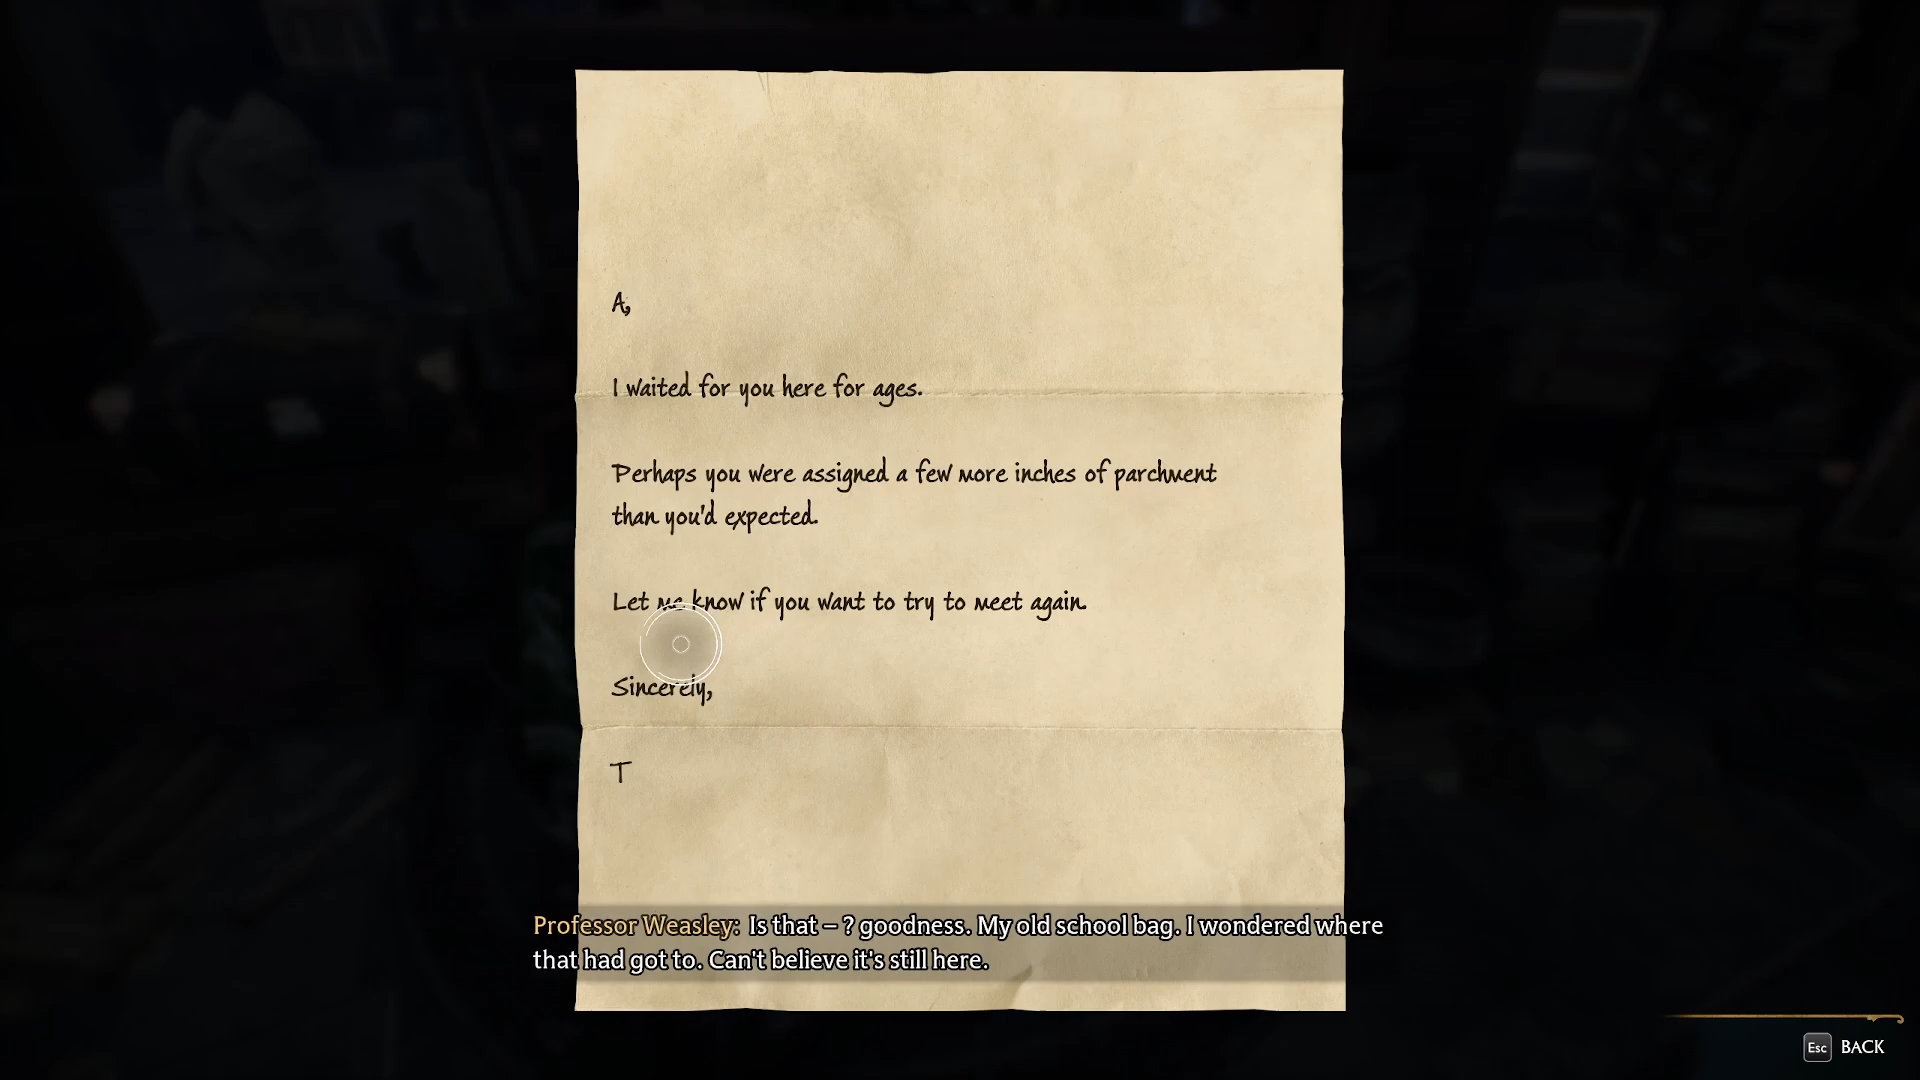 A,
I waited for you here for ages.
Perhaps you were assigned a few more inches of parchment
than you'd expected.
Let me know if you want to try to meet again.
Sincerely,
T
Professor Weasley: Is that – ? goodness. My old school bag. I wondered where
that had got to. Can't believe it's still here.
Esc BACK